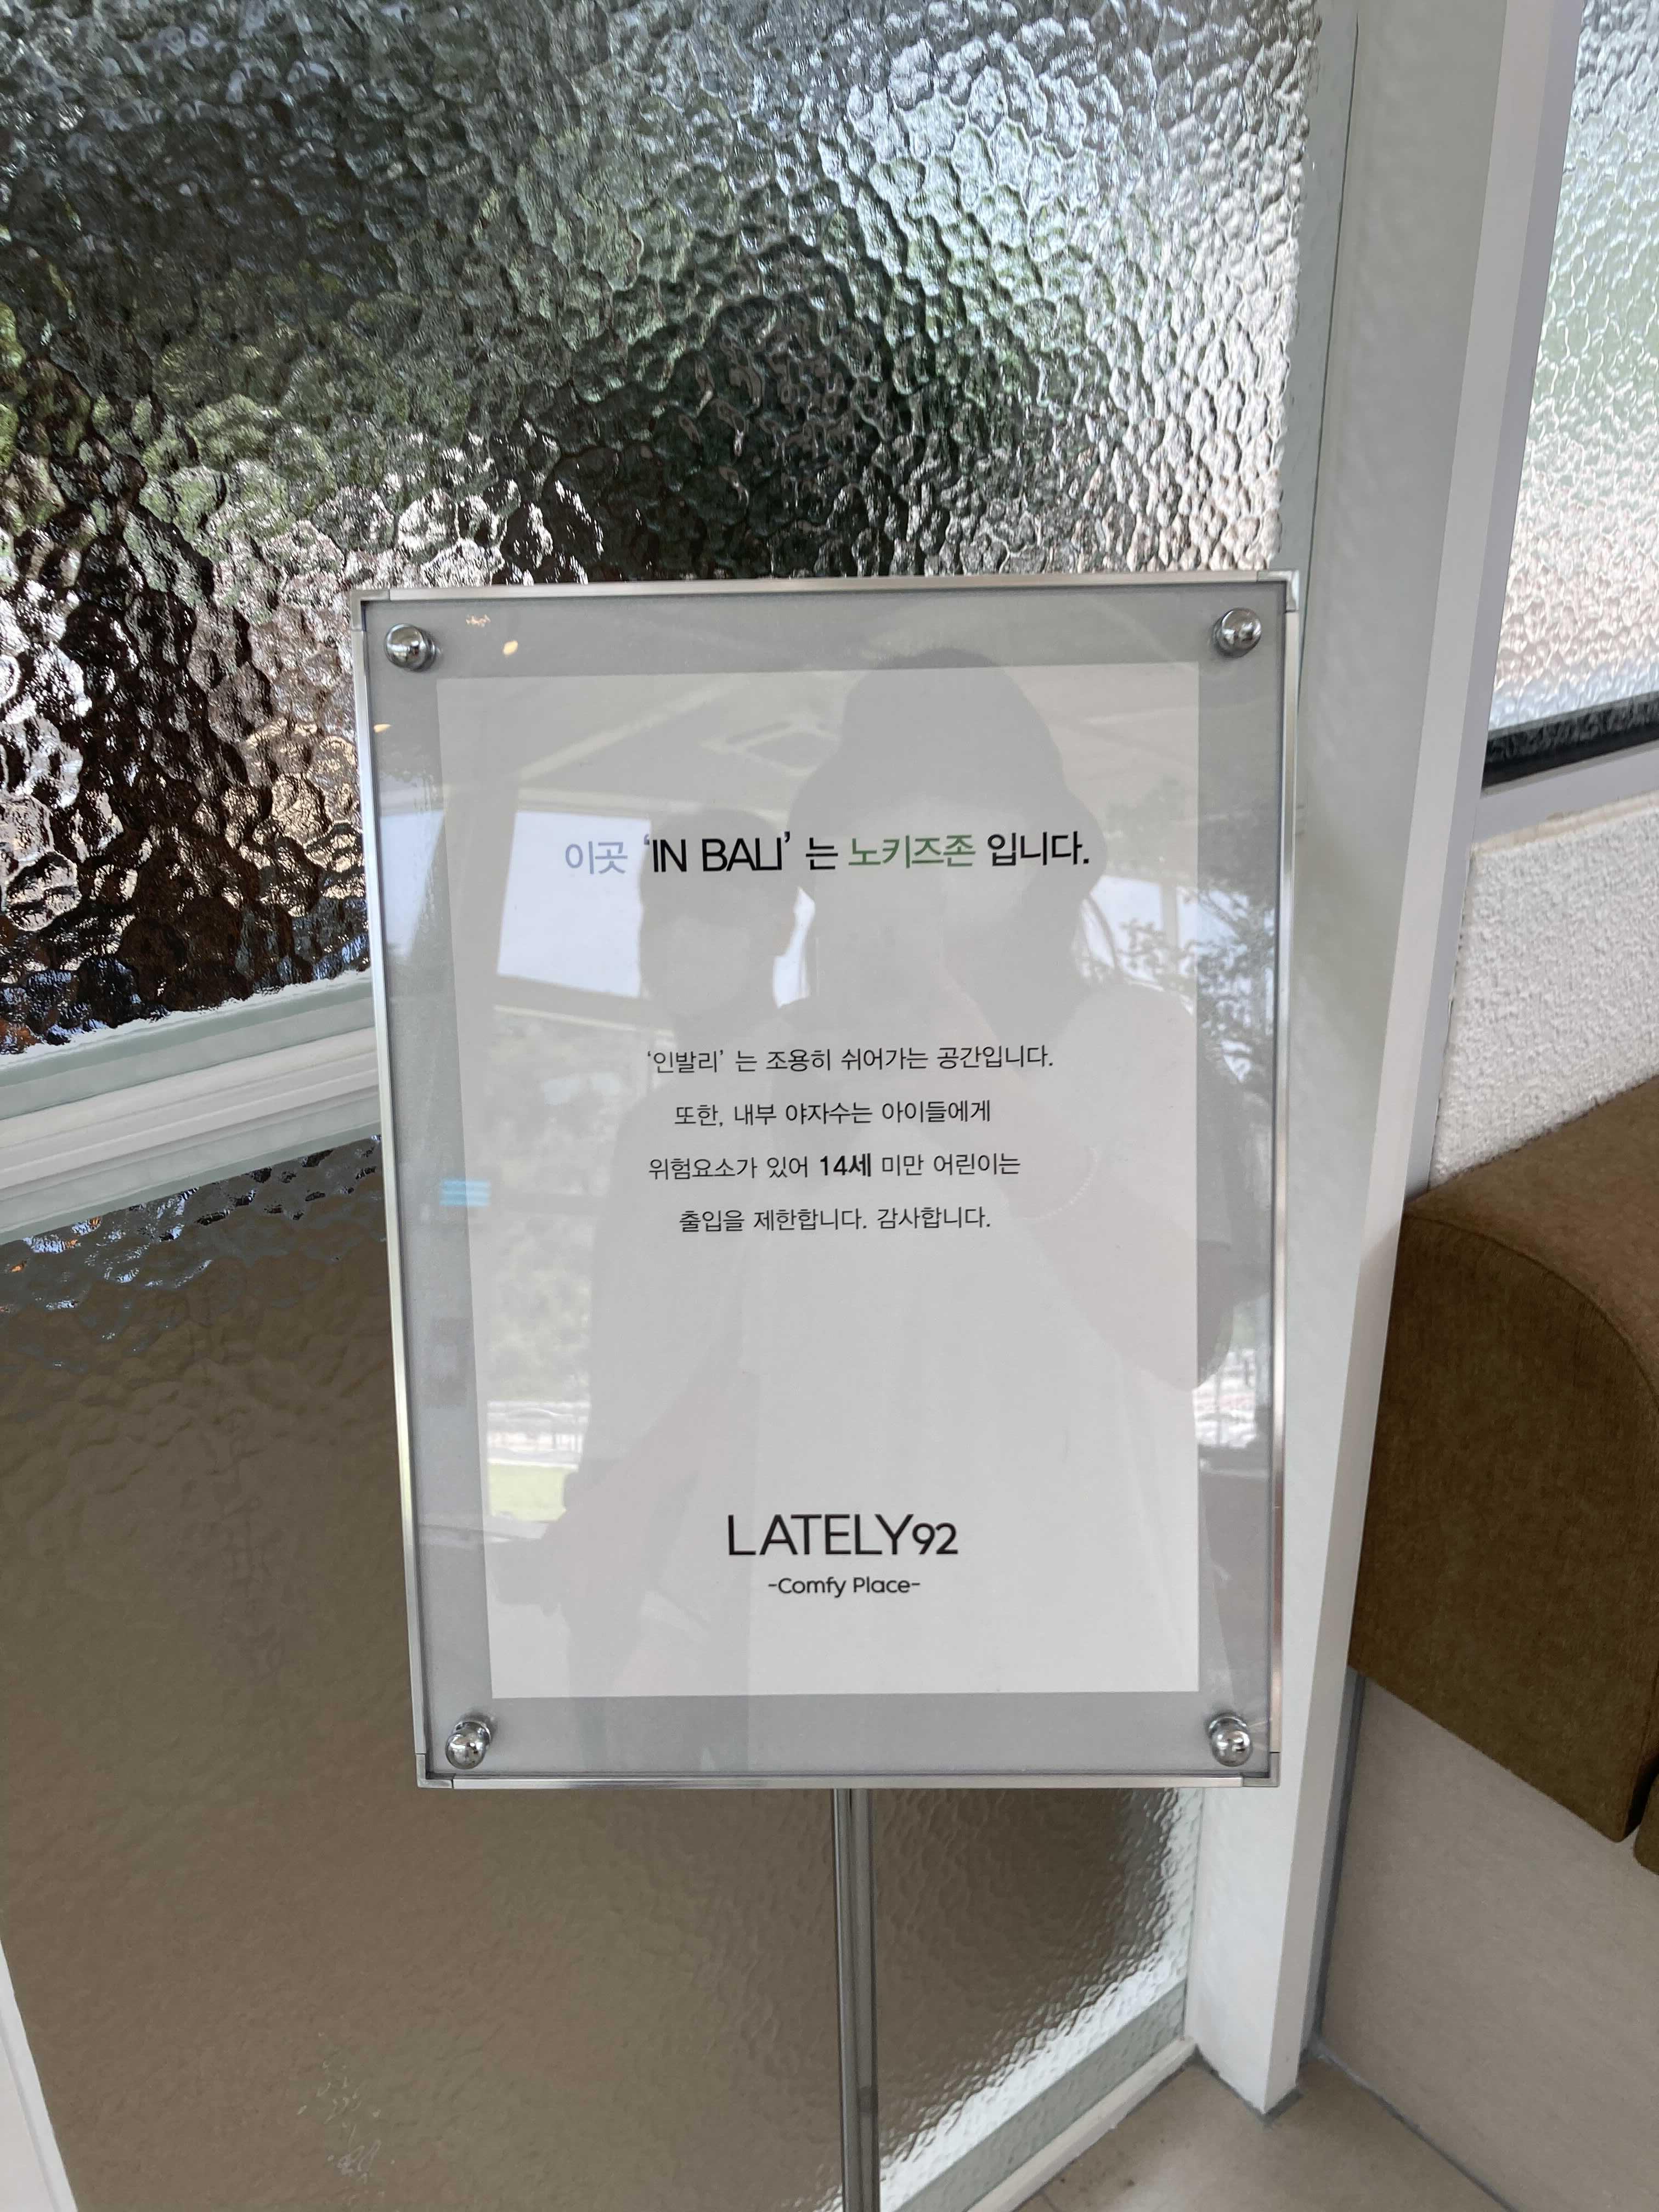 이곳 'IN BALI' 는 노키즈존 입니다.
'인발리' 는 조용히 쉬어가는 공간입니다.
또한, 내부 야자수는 아이들에게
위험요소가 있어 14세 미만 어린이는
출입을 제한합니다. 감사합니다.
LATELY92
-Comfy Place-